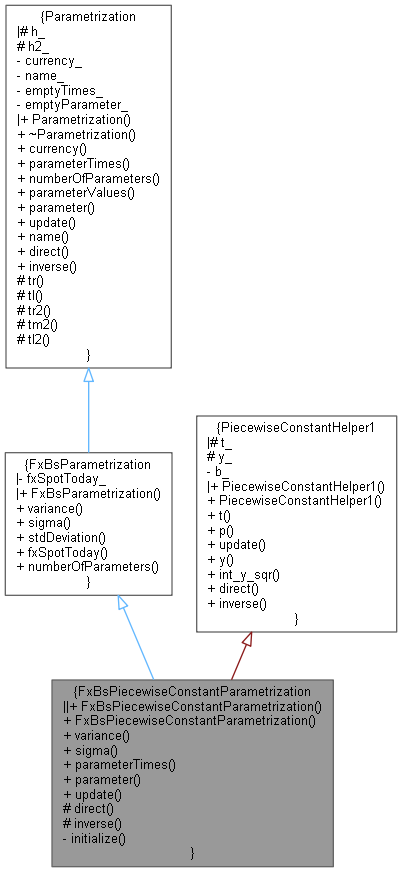 {Parametrization
|# h_
# h2_
- currency_
- name_
- emptyTimes_
- emptyParameter_
|+ Parametrization()
+ ~Parametrization()
+ currency()
+ parameterTimes()
+ numberOfParameters()
+ parameterValues()
+ parameter()
+ update()
+ name()
+ direct()
+ inverse()
# tr()
# tl()
# tr2()
# tm2()
# tl2()
}
{FxBsParametrization
|- fxSpotToday_
|+ FxBsParametrization()
+ variance()
+ sigma()
+ stdDeviation()
+ fxSpotToday()
+ numberOfParameters()
}
{PiecewiseConstantHelper1
|# t_
# y_
- b_
|+ PiecewiseConstantHelper1()
+ PiecewiseConstantHelper1()
+ t()
+ p()
+ update()
+ y()
+ int_y_sqr()
+ direct()
+ inverse()
}
{FxBsPiecewiseConstantParametrization
||+ FxBsPiecewiseConstantParametrization()
+ FxBsPiecewiseConstantParametrization()
+ variance()
+ sigma()
+ parameterTimes()
+ parameter()
+ update()
# direct()
# inverse()
- initialize()
}